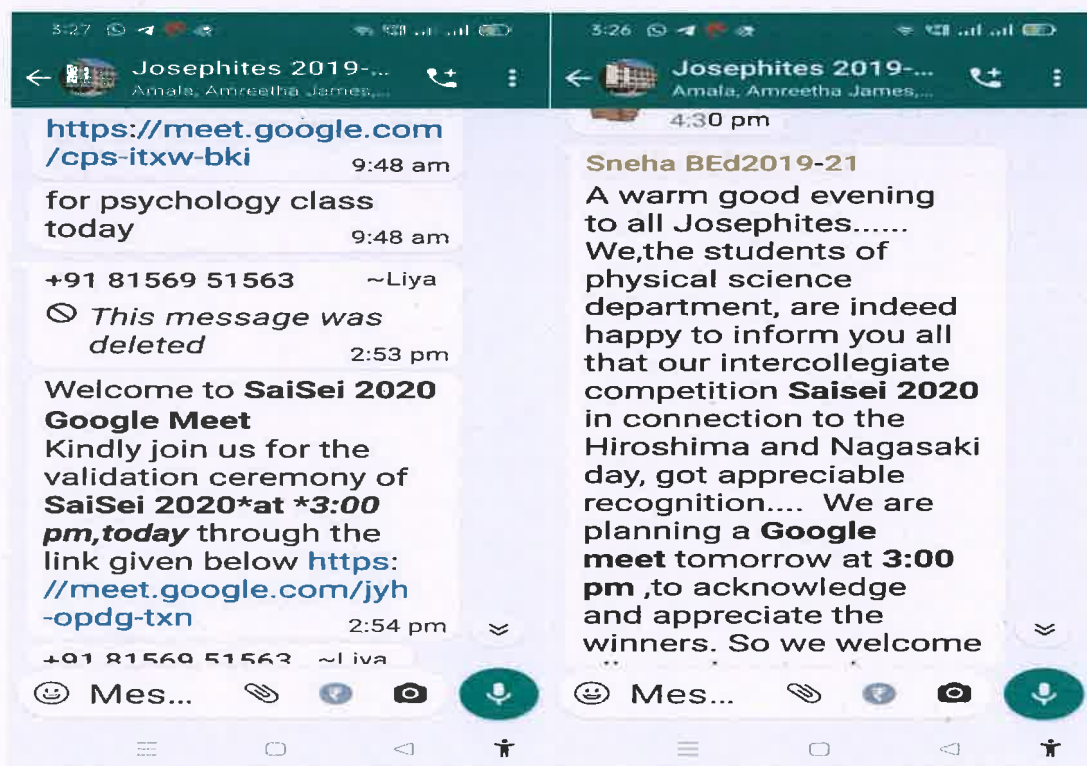 3:27
Josephites 2019-...
Amala, Amreetha James,...
https://meet.google.com
/cps-itxw-bki
9:48 am
for psychology class
today
9:48 am
+91 81569 51563 ~Liya
This message was
deleted
2:53 pm
Welcome to SaiSei 2020
Google Meet
Kindly join us for the
validation ceremony of
SaiSei 2020*at *3:00
pm,today through the
link given below https:
//meet.google.com/jyh
-opdg-txn
2:54 pm
+91 81569 51563 ~Liya
Mes...
3:26
Josephites 2019-...
Amala, Amreetha James,...
4:30 pm
Sneha BEd2019-21
A warm good evening
to all Josephites......
We,the students of
physical science
department, are indeed
happy to inform you all
that our intercollegiate
competition Saisei 2020
in connection to the
Hiroshima and Nagasaki
day, got appreciable
recognition.... We are
planning a Google
meet tomorrow at 3:00
pm ,to acknowledge
and appreciate the
winners. So we welcome
Mes...